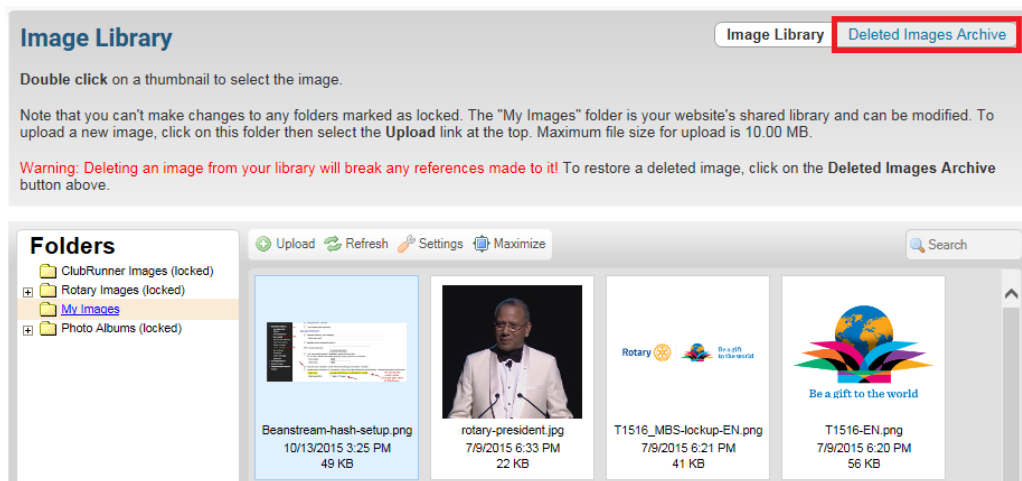 Image Library
Image Library
Deleted Images Archive
Double click on a thumbnail to select the image.
Note that you can't make changes to any folders marked as locked. The "My Images" folder is your website's shared library and can be modified. To
upload a new image, click on this folder then select the Upload link at the top. Maximum file size for upload is 10.00 MB.
Warning: Deleting an image from your library will break any references made to it! To restore a deleted image, click on the Deleted Images Archive
button above.
Folders
ClubRunner Images (locked)
Rotary Images (locked)
My Images
Photo Albums (locked)
Upload
Refresh
Settings
Maximize
Search
Beanstream-hash-setup.png
10/13/2015 3:25 PM
49 KB
rotary-president.jpg
7/9/2015 6:33 PM
22 KB
Rotary
Be a gift
to the world
T1516_MBS-lockup-EN.png
7/9/2015 6:21 PM
41 KB
Be a gift to the world
T1516-EN.png
7/9/2015 6:20 PM
56 KB